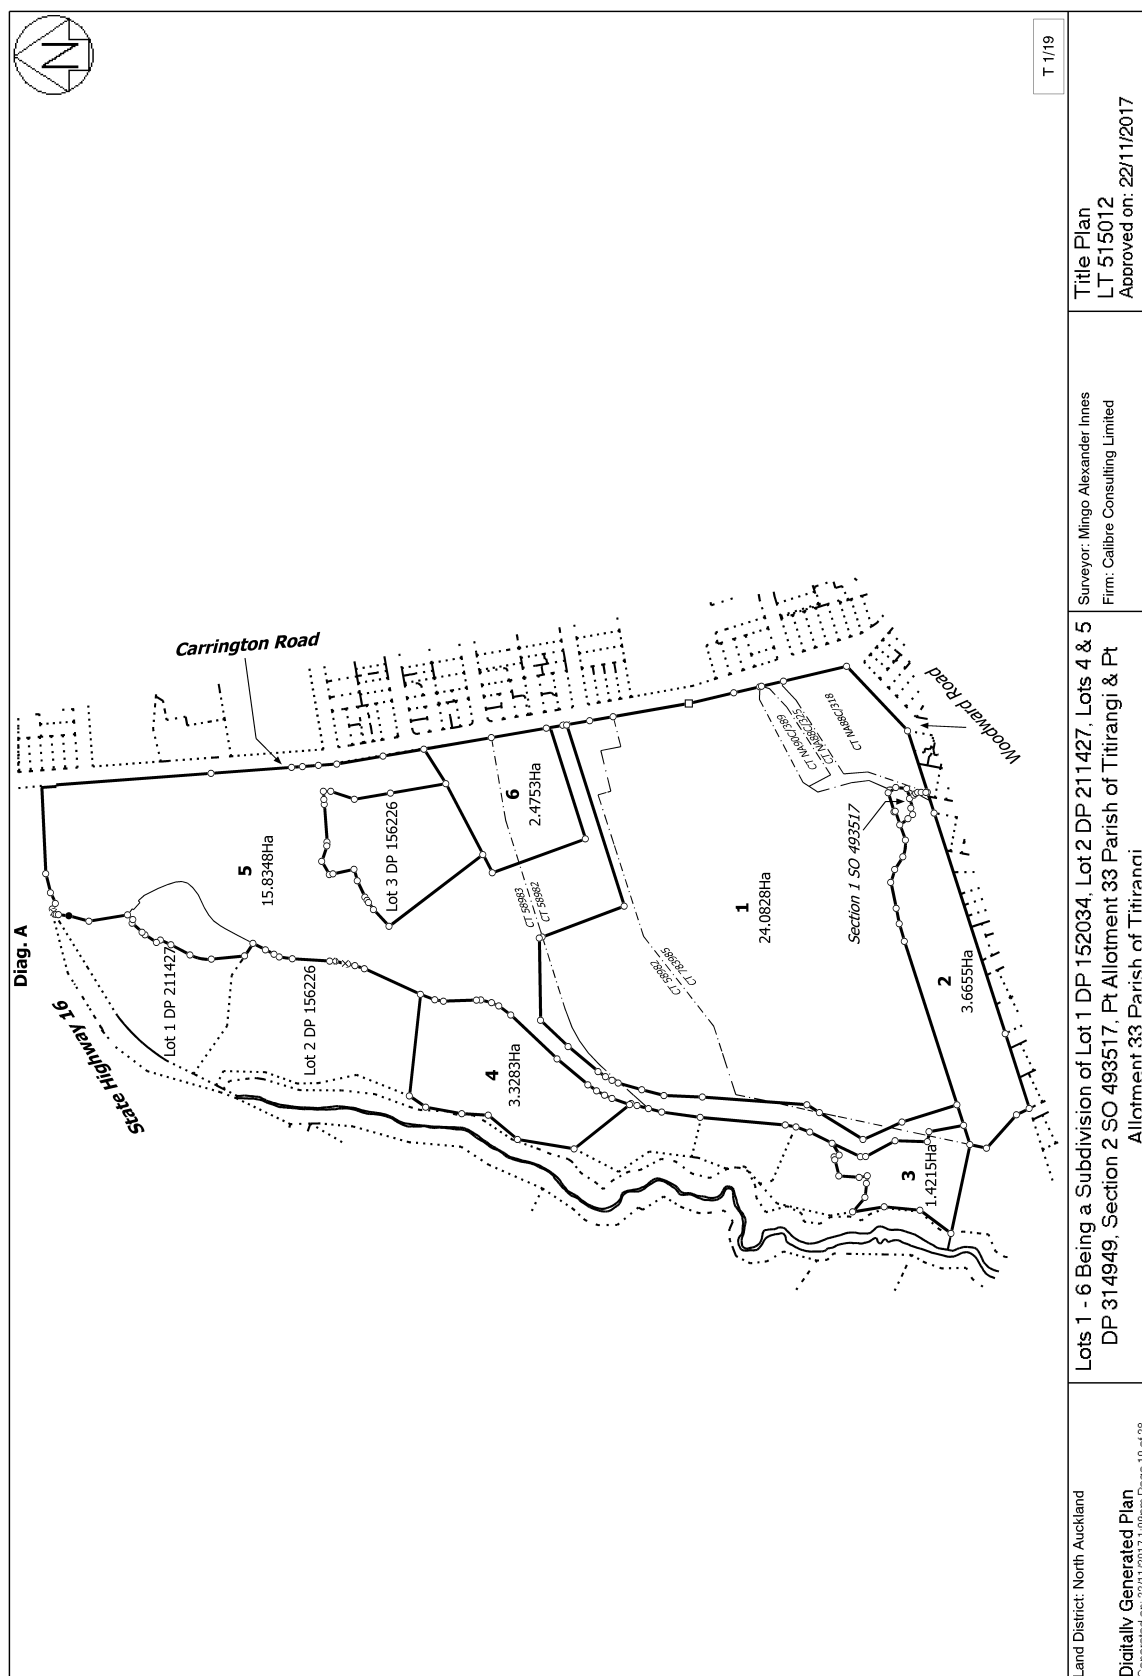 N
T 1/19
Diag. A
State Highway 16
Carrington Road
Woodward Road
Lot 1 DP 211427
Lot 2 DP 156226
5
15.8348Ha
Lot 3 DP 156226
4
3.3283Ha
6
2.4753Ha
CT 58983
CT 58982
CT 58982
CT 783985
1
24.0828Ha
CT NA90C/389
CT NA88C/325
CT NA88C/318
Section 1 SO 493517
2
3.6655Ha
3
1.4215Ha
Land District: North Auckland
Digitally Generated Plan
Lots 1 - 6 Being a Subdivision of Lot 1 DP 152034, Lot 2 DP 211427, Lots 4 & 5
DP 314949, Section 2 SO 493517, Pt Allotment 33 Parish of Titirangi & Pt
Allotment 33 Parish of Titirangi
Surveyor: Mingo Alexander Innes
Firm: Calibre Consulting Limited
Title Plan
LT 515012
Approved on: 22/11/2017